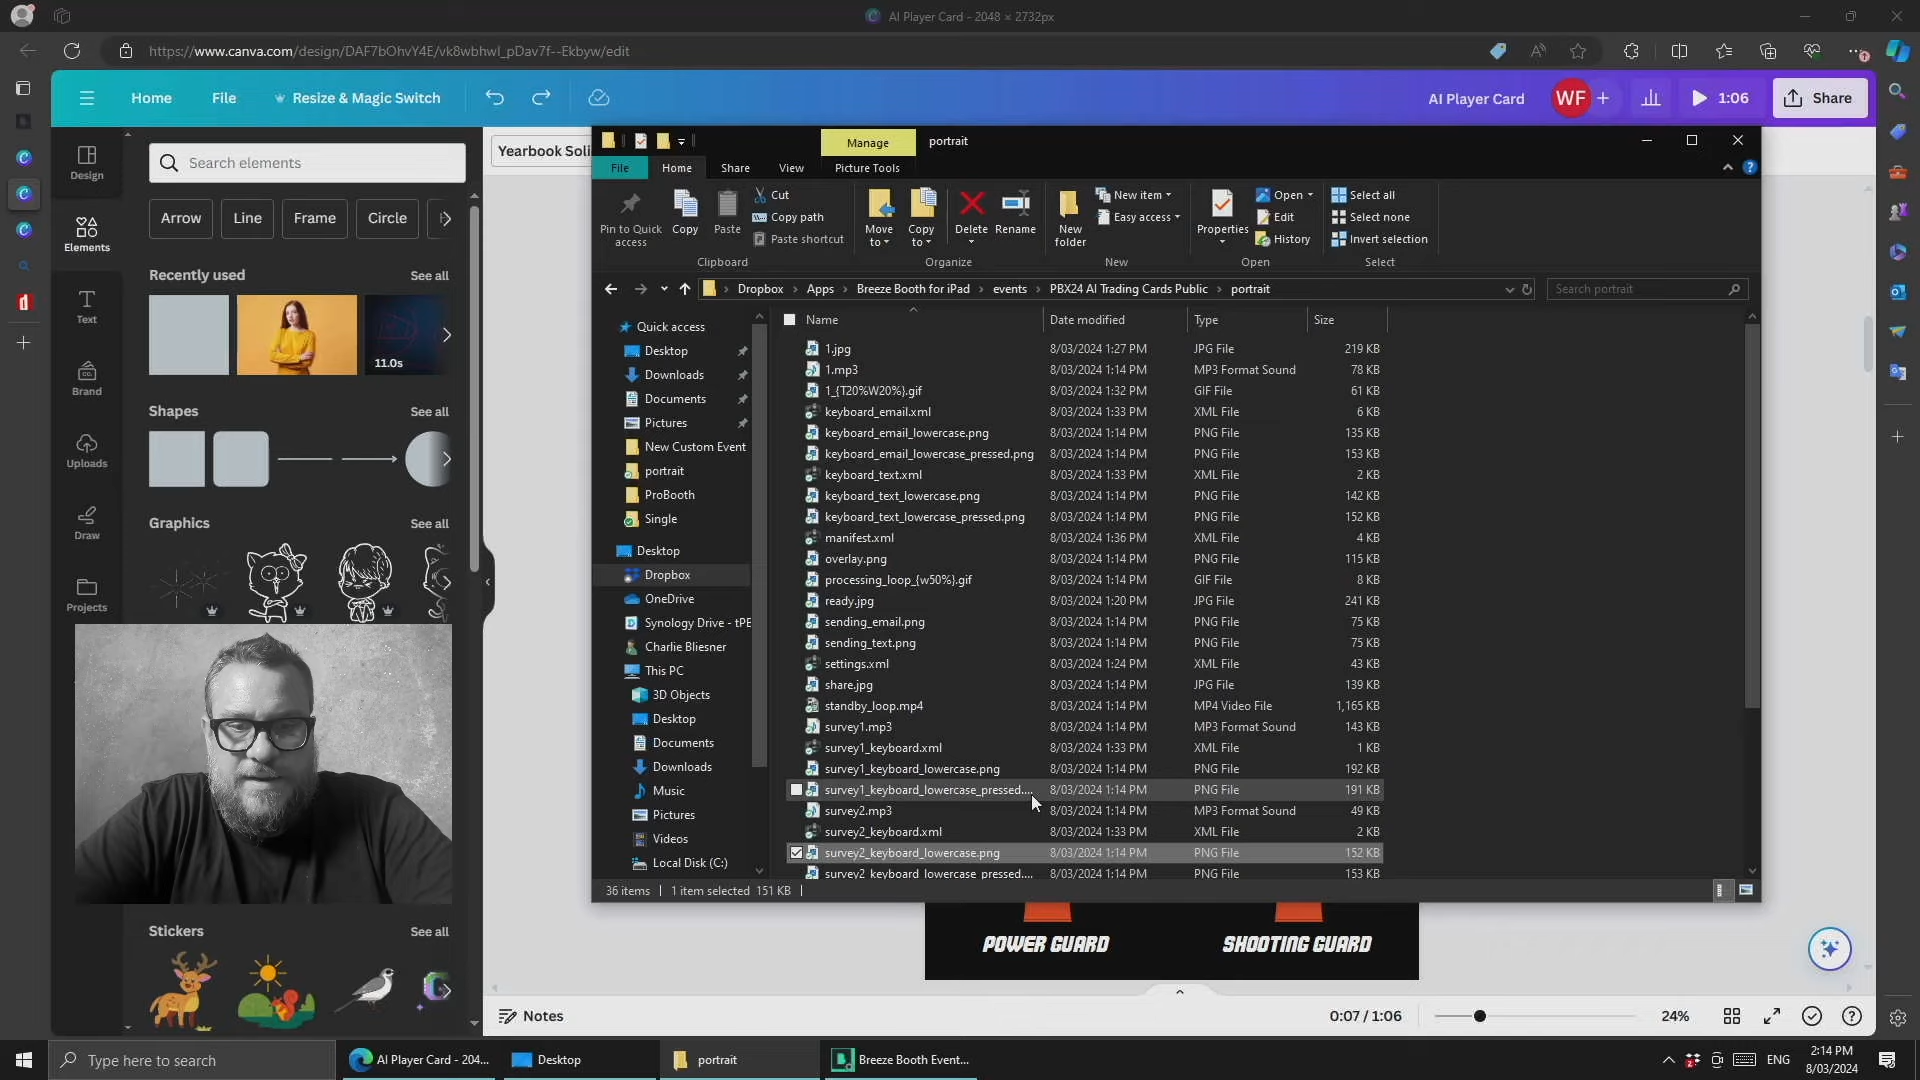 AI Player Card - 2048 × 2732px
https://www.canva.com/design/DAF7bOhvY4E/vk8wbhwI_pDav7f--Ekbyw/edit
Home
File
Resize & Magic Switch
AI Player Card
WF
1:06
Share
Design
Elements
Text
Brand
Uploads
Draw
Projects
Search elements
Arrow
Line
Frame
Circle
Recently used
See all
11.0s
Shapes
See all
Graphics
See all
Stickers
See all
Yearbook Soli
Manage
portrait
File
Home
Share
View
Picture Tools
Pin to Quick access
Copy
Paste
Cut
Copy path
Paste shortcut
Clipboard
Move to
Copy to
Delete
Rename
Organize
New folder
New item
Easy access
New
Properties
Open
Edit
History
Open
Select all
Select none
Invert selection
Select
Dropbox > Apps > Breeze Booth for iPad > events > PBX24 AI Trading Cards Public > portrait
Search portrait
Quick access
Desktop
Downloads
Documents
Pictures
New Custom Event
portrait
ProBooth
Single
Desktop
Dropbox
OneDrive
Synology Drive - tPE
Charlie Bliesner
This PC
3D Objects
Desktop
Documents
Downloads
Music
Pictures
Videos
Local Disk (C:)
Name Date modified Type Size
1.jpg 8/03/2024 1:27 PM JPG File 219 KB
1.mp3 8/03/2024 1:14 PM MP3 Format Sound 78 KB
1_{T20%W20%}.gif 8/03/2024 1:32 PM GIF File 61 KB
keyboard_email.xml 8/03/2024 1:33 PM XML File 6 KB
keyboard_email_lowercase.png 8/03/2024 1:14 PM PNG File 135 KB
keyboard_email_lowercase_pressed.png 8/03/2024 1:14 PM PNG File 153 KB
keyboard_text.xml 8/03/2024 1:33 PM XML File 2 KB
keyboard_text_lowercase.png 8/03/2024 1:14 PM PNG File 142 KB
keyboard_text_lowercase_pressed.png 8/03/2024 1:14 PM PNG File 152 KB
manifest.xml 8/03/2024 1:36 PM XML File 4 KB
overlay.png 8/03/2024 1:14 PM PNG File 115 KB
processing_loop_{w50%}.gif 8/03/2024 1:14 PM GIF File 8 KB
ready.jpg 8/03/2024 1:20 PM JPG File 241 KB
sending_email.png 8/03/2024 1:14 PM PNG File 75 KB
sending_text.png 8/03/2024 1:14 PM PNG File 75 KB
settings.xml 8/03/2024 1:24 PM XML File 43 KB
share.jpg 8/03/2024 1:14 PM JPG File 139 KB
standby_loop.mp4 8/03/2024 1:14 PM MP4 Video File 1,165 KB
survey1.mp3 8/03/2024 1:14 PM MP3 Format Sound 143 KB
survey1_keyboard.xml 8/03/2024 1:33 PM XML File 1 KB
survey1_keyboard_lowercase.png 8/03/2024 1:14 PM PNG File 192 KB
survey1_keyboard_lowercase_pressed.... 8/03/2024 1:14 PM PNG File 191 KB
survey2.mp3 8/03/2024 1:14 PM MP3 Format Sound 49 KB
survey2_keyboard.xml 8/03/2024 1:33 PM XML File 2 KB
survey2_keyboard_lowercase.png 8/03/2024 1:14 PM PNG File 152 KB
survey2_keyboard_lowercase_pressed.... 8/03/2024 1:14 PM PNG File 153 KB
36 items 1 item selected 151 KB
POWER GUARD
SHOOTING GUARD
Notes
0:07 / 1:06
24%
Type here to search
AI Player Card - 204...
Desktop
portrait
Breeze Booth Event...
ENG
2:14 PM
8/03/2024